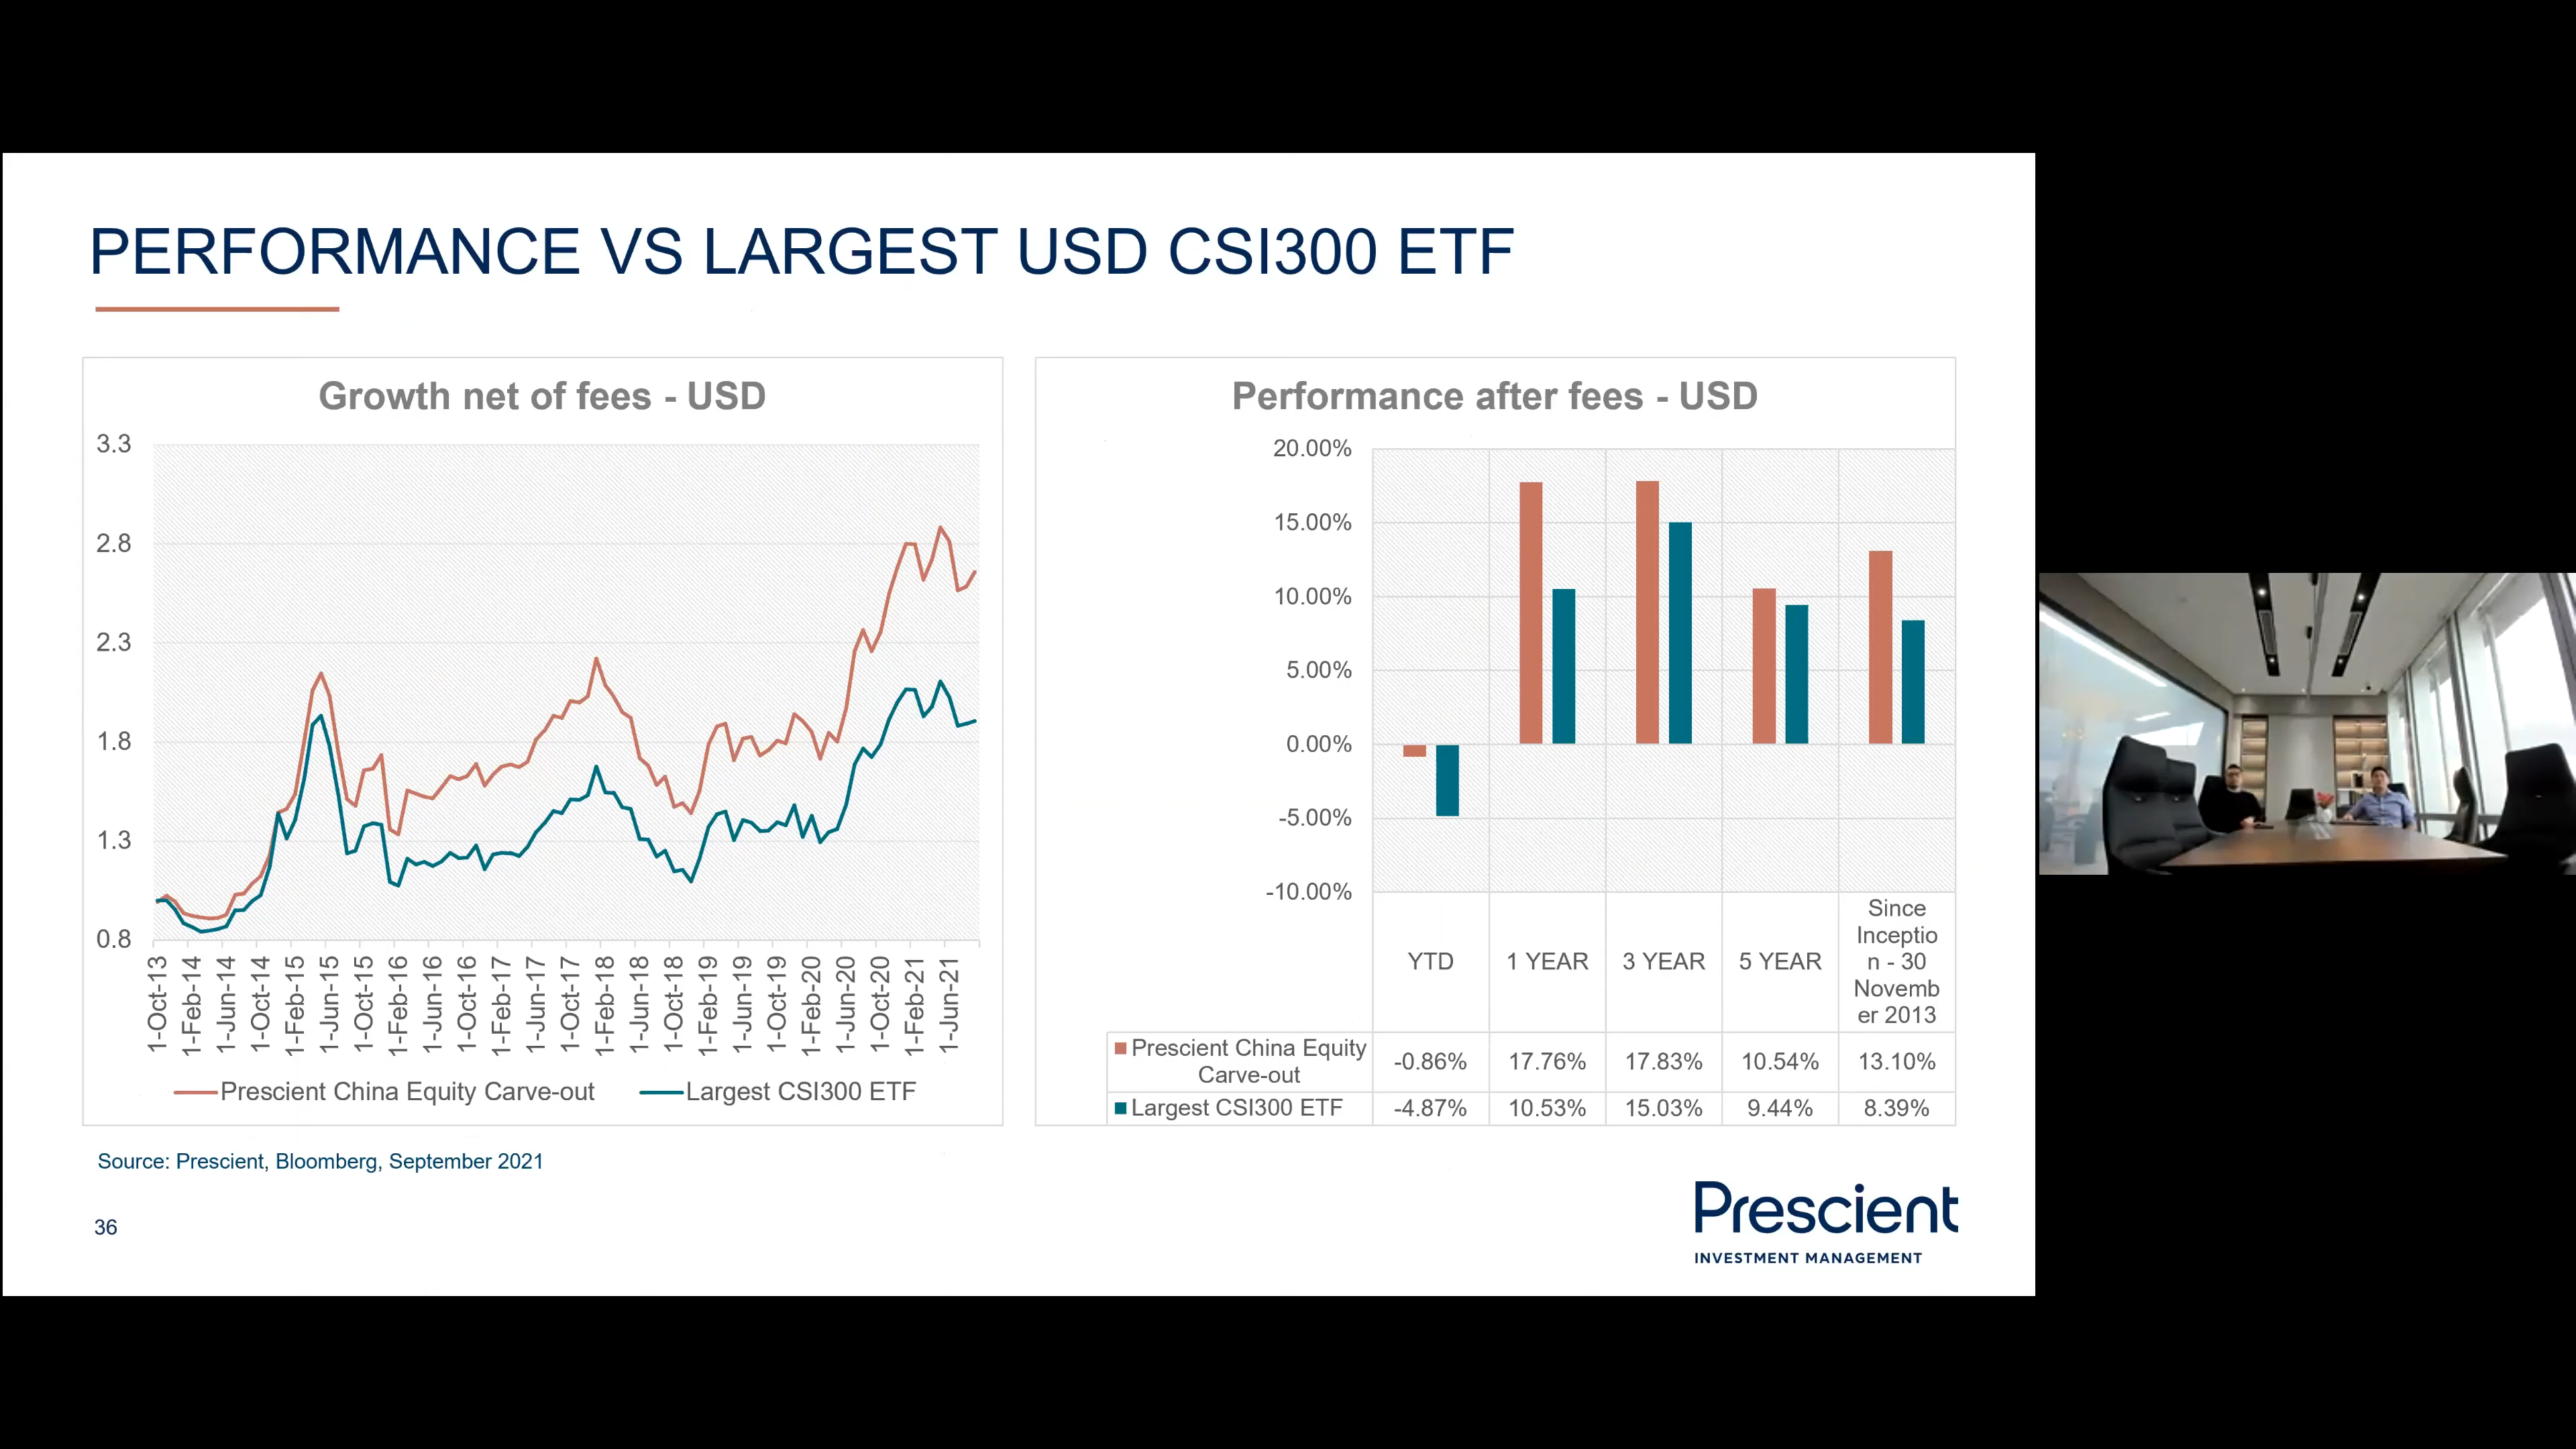 PERFORMANCE VS LARGEST USD CSI300 ETF
Growth net of fees - USD
3.3
2.8
2.3
1.8
1.3
0.8
1-Oct-13
1-Feb-14
1-Jun-14
1-Oct-14
1-Feb-15
1-Jun-15
1-Oct-15
1-Feb-16
1-Jun-16
1-Oct-16
1-Feb-17
1-Jun-17
1-Oct-17
1-Feb-18
1-Jun-18
1-Oct-18
1-Feb-19
1-Jun-19
1-Oct-19
1-Feb-20
1-Jun-20
1-Oct-20
1-Feb-21
1-Jun-21
Prescient China Equity Carve-out
Largest CSI300 ETF
Performance after fees - USD
20.00%
15.00%
10.00%
5.00%
0.00%
-5.00%
-10.00%
YTD
1 YEAR
3 YEAR
5 YEAR
Since
Inceptio
n - 30
Novemb
er 2013
Prescient China Equity
Carve-out
-0.86% 17.76% 17.83% 10.54% 13.10%
Largest CSI300 ETF -4.87% 10.53% 15.03% 9.44% 8.39%
Source: Prescient, Bloomberg, September 2021
36
Prescient
INVESTMENT MANAGEMENT